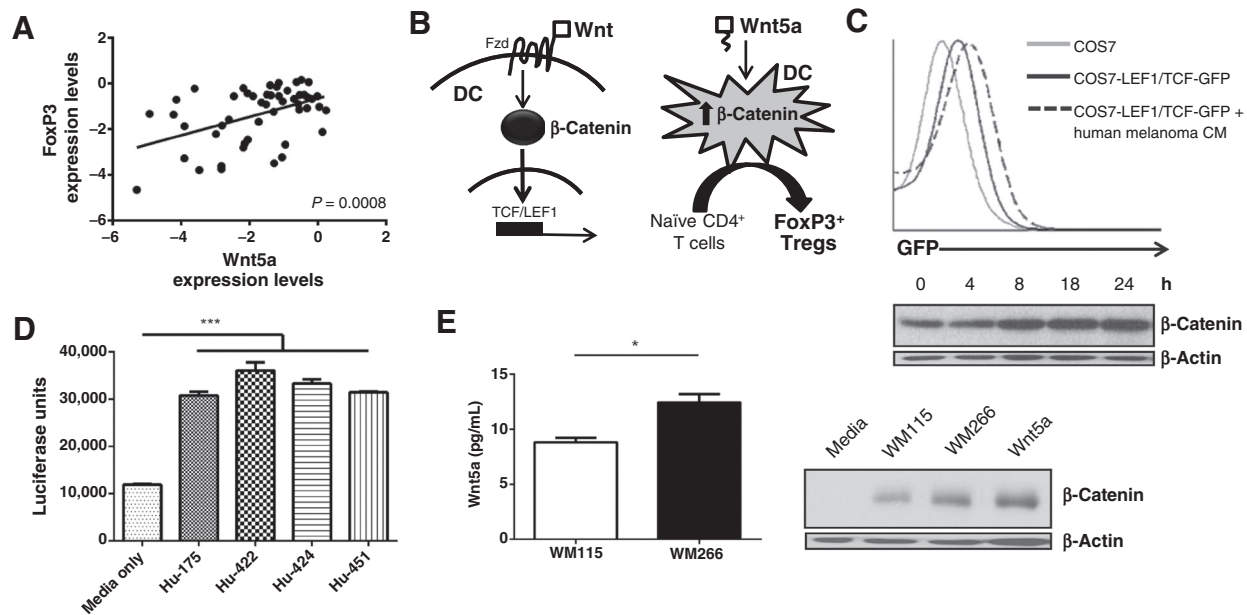 A
FoxP3
expression levels
2
0
−2
−4
−6
−6
−4
−2
0
2
P = 0.0008
Wnt5a
expression levels
B
Fzd
Wnt
DC
β-Catenin
TCF/LEF1
Wnt5a
DC
β-Catenin
Naïve CD4+
T cells
FoxP3+
Tregs
C
COS7
COS7-LEF1/TCF-GFP
COS7-LEF1/TCF-GFP +
human melanoma CM
GFP
0 4 8 18 24 h
β-Catenin
β-Actin
D
***
Luciferase units
40,000
30,000
20,000
10,000
0
Media only
Hu-175
Hu-422
Hu-424
Hu-451
E
*
Wnt5a (pg/mL)
15
10
5
0
WM115
WM266
Media
WM115
WM266
Wnt5a
β-Catenin
β-Actin